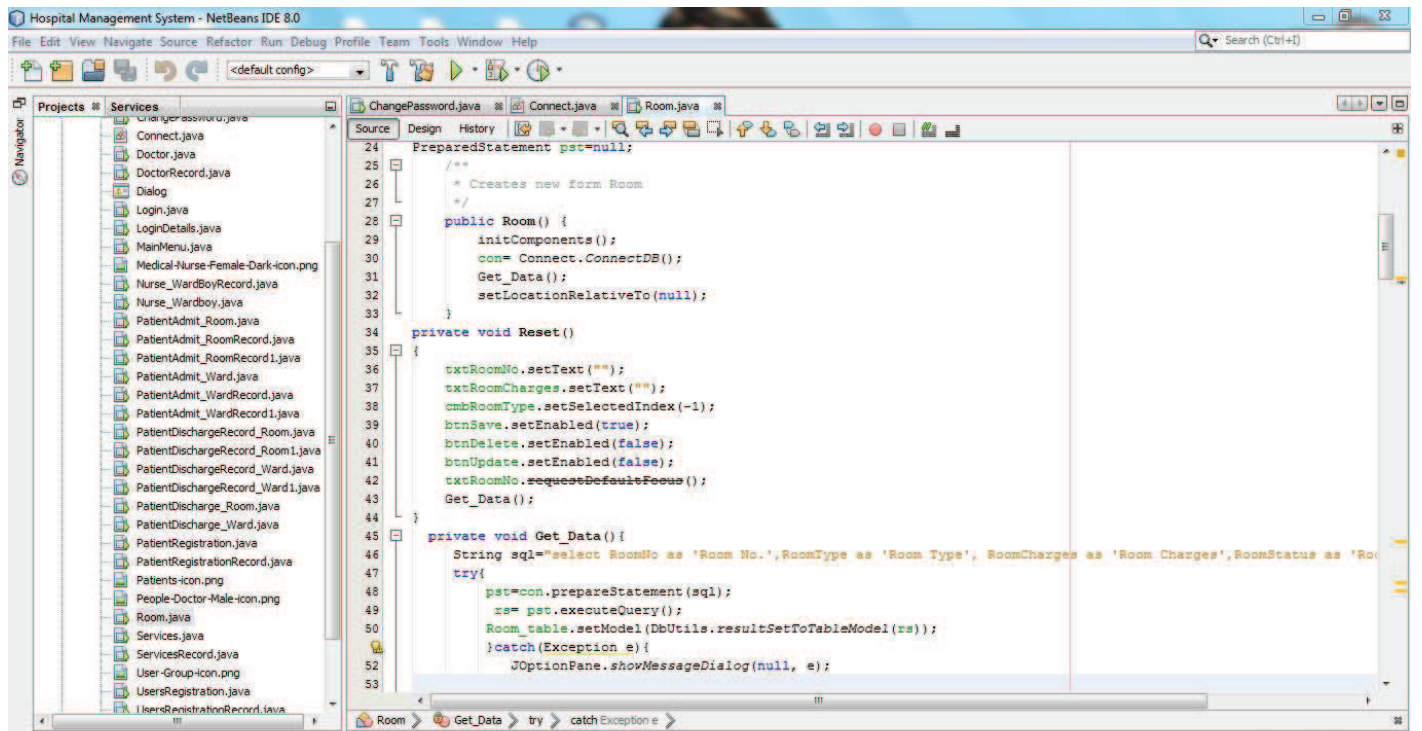 Hospital Management System - NetBeans IDE 8.0
File Edit View Navigate Source Refactor Run Debug Profile Team Tools Window Help
Search (Ctrl+I)
<default config>
Projects Services
Navigator
ChangePassword.java
Connect.java
Doctor.java
DoctorRecord.java
Dialog
Login.java
LoginDetails.java
MainMenu.java
Medical-Nurse-Female-Dark-icon.png
Nurse_WardBoyRecord.java
Nurse_Wardboy.java
PatientAdmit_Room.java
PatientAdmit_RoomRecord.java
PatientAdmit_RoomRecord1.java
PatientAdmit_Ward.java
PatientAdmit_WardRecord.java
PatientAdmit_WardRecord1.java
PatientDischargeRecord_Room.java
PatientDischargeRecord_Room1.java
PatientDischargeRecord_Ward.java
PatientDischargeRecord_Ward1.java
PatientDischarge_Room.java
PatientDischarge_Ward.java
PatientRegistration.java
PatientRegistrationRecord.java
Patients-icon.png
People-Doctor-Male-icon.png
Room.java
Services.java
ServicesRecord.java
User-Group-icon.png
UsersRegistration.java
UsersRegistrationRecord.java
ChangePassword.java Connect.java Room.java
Source Design History
24 PreparedStatement pst=null;
25 /**
26 * Creates new form Room
27 */
28 public Room() {
29 initComponents();
30 con= Connect.ConnectDB();
31 Get_Data();
32 setLocationRelativeTo(null);
33 }
34 private void Reset()
35 {
36 txtRoomNo.setText("");
37 txtRoomCharges.setText("");
38 cmbRoomType.setSelectedIndex(-1);
39 btnSave.setEnabled(true);
40 btnDelete.setEnabled(false);
41 btnUpdate.setEnabled(false);
42 txtRoomNo.requestDefaultFocus();
43 Get_Data();
44 }
45 private void Get_Data(){
46 String sql="select RoomNo as 'Room No.',RoomType as 'Room Type', RoomCharges as 'Room Charges',RoomStatus as 'Ro
47 try{
48 pst=con.prepareStatement(sql);
49 rs= pst.executeQuery();
50 Room_table.setModel(DbUtils.resultSetToTableModel(rs));
}catch(Exception e){
52 JOptionPane.showMessageDialog(null, e);
53
Room Get_Data try catch Exception e